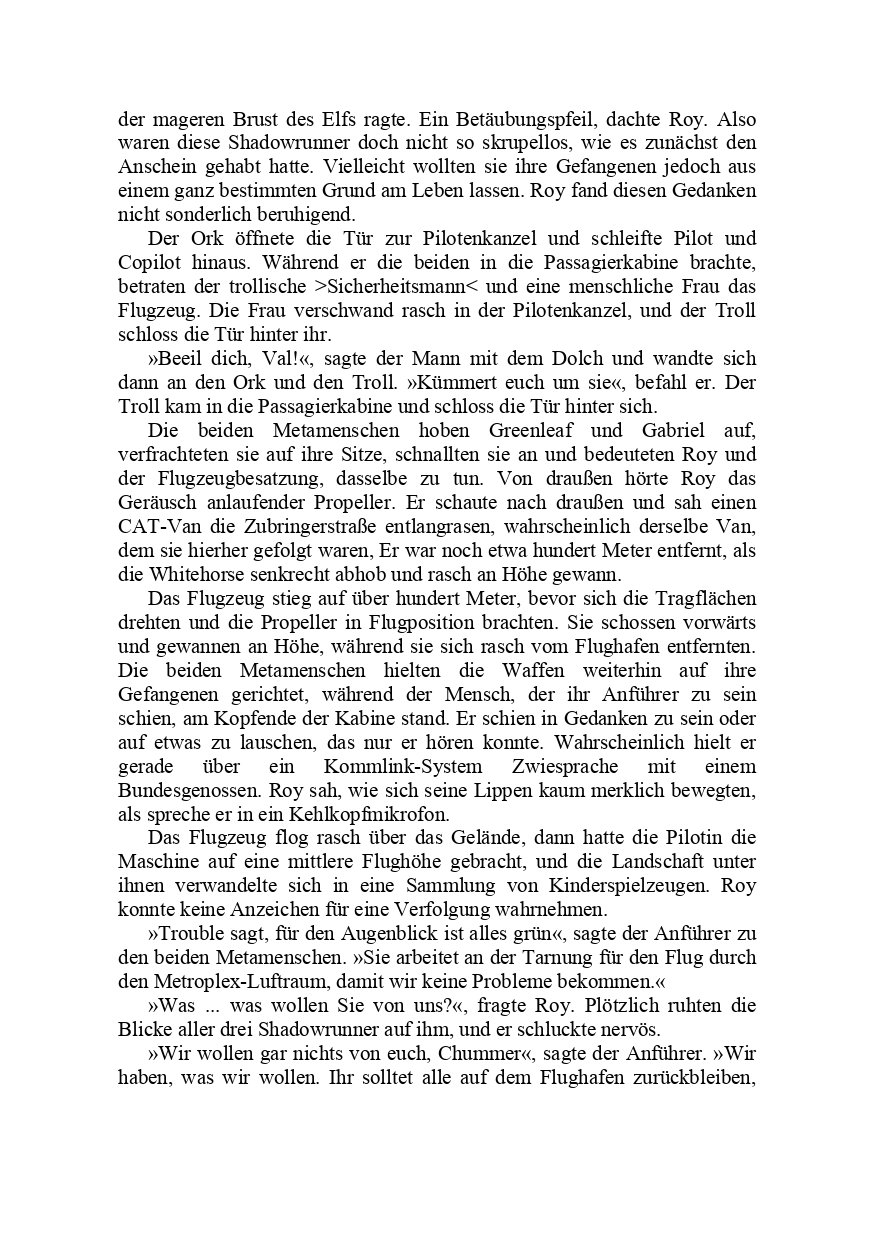 der mageren Brust des Elfs ragte. Ein Betäubungspfeil, dachte Roy. Also
waren diese Shadowrunner doch nicht so skrupellos, wie es zunächst den
Anschein gehabt hatte. Vielleicht wollten sie ihre Gefangenen jedoch aus
einem ganz bestimmten Grund am Leben lassen. Roy fand diesen Gedanken
nicht sonderlich beruhigend.
Der Ork öffnete die Tür zur Pilotenkanzel und schleifte Pilot und
Copilot hinaus. Während er die beiden in die Passagierkabine brachte,
betraten der trollische >Sicherheitsmann< und eine menschliche Frau das
Flugzeug. Die Frau verschwand rasch in der Pilotenkanzel, und der Troll
schloss die Tür hinter ihr.
»Beeil dich, Val!«, sagte der Mann mit dem Dolch und wandte sich
dann an den Ork und den Troll. »Kümmert euch um sie«, befahl er. Der
Troll kam in die Passagierkabine und schloss die Tür hinter sich.
Die beiden Metamenschen hoben Greenleaf und Gabriel auf,
verfrachteten sie auf ihre Sitze, schnallten sie an und bedeuteten Roy und
der Flugzeugbesatzung, dasselbe zu tun. Von draußen hörte Roy das
Geräusch anlaufender Propeller. Er schaute nach draußen und sah einen
CAT-Van die Zubringerstraße entlangrasen, wahrscheinlich derselbe Van,
dem sie hierher gefolgt waren, Er war noch etwa hundert Meter entfernt, als
die Whitehorse senkrecht abhob und rasch an Höhe gewann.
Das Flugzeug stieg auf über hundert Meter, bevor sich die Tragflächen
drehten und die Propeller in Flugposition brachten. Sie schossen vorwärts
und gewannen an Höhe, während sie sich rasch vom Flughafen entfernten.
Die beiden Metamenschen hielten die Waffen weiterhin auf ihre
Gefangenen gerichtet, während der Mensch, der ihr Anführer zu sein
schien, am Kopfende der Kabine stand. Er schien in Gedanken zu sein oder
auf etwas zu lauschen, das nur er hören konnte. Wahrscheinlich hielt er
gerade über ein Kommlink-System Zwiesprache mit einem
Bundesgenossen. Roy sah, wie sich seine Lippen kaum merklich bewegten,
als spreche er in ein Kehlkopfmikrofon.
Das Flugzeug flog rasch über das Gelände, dann hatte die Pilotin die
Maschine auf eine mittlere Flughöhe gebracht, und die Landschaft unter
ihnen verwandelte sich in eine Sammlung von Kinderspielzeugen. Roy
konnte keine Anzeichen für eine Verfolgung wahrnehmen.
»Trouble sagt, für den Augenblick ist alles grün«, sagte der Anführer zu
den beiden Metamenschen. »Sie arbeitet an der Tarnung für den Flug durch
den Metroplex-Luftraum, damit wir keine Probleme bekommen.«
»Was ... was wollen Sie von uns?«, fragte Roy. Plötzlich ruhten die
Blicke aller drei Shadowrunner auf ihm, und er schluckte nervös.
»Wir wollen gar nichts von euch, Chummer«, sagte der Anführer. »Wir
haben, was wir wollen. Ihr solltet alle auf dem Flughafen zurückbleiben,